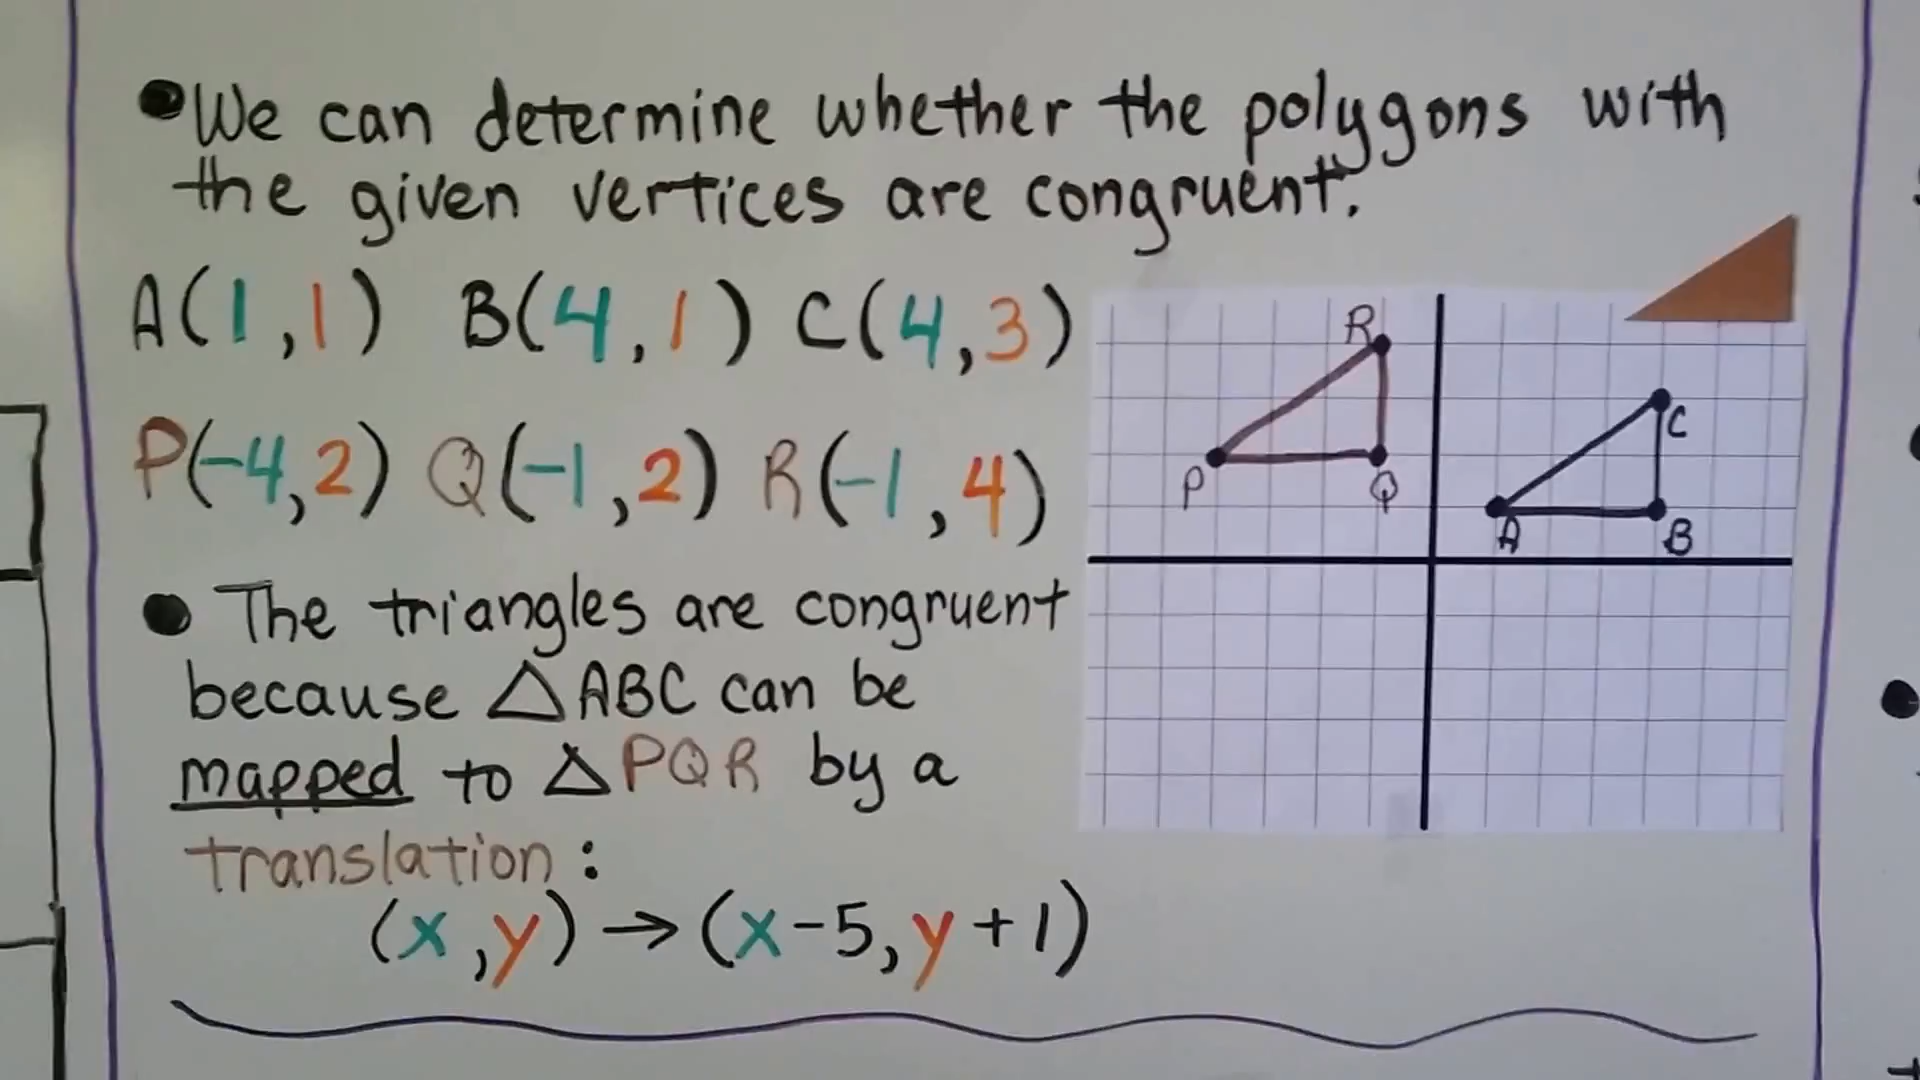 •We can determine whether the polygons with
the given vertices are congruent.
A(1,1) B(4,1) C(4,3)
P(-4,2) Q(-1,2) R(-1,4)
R
C
P
Q
A
B
• The triangles are congruent
because △ABC can be
mapped to △PQR by a
translation:
(x,y)→(x-5,y+1)